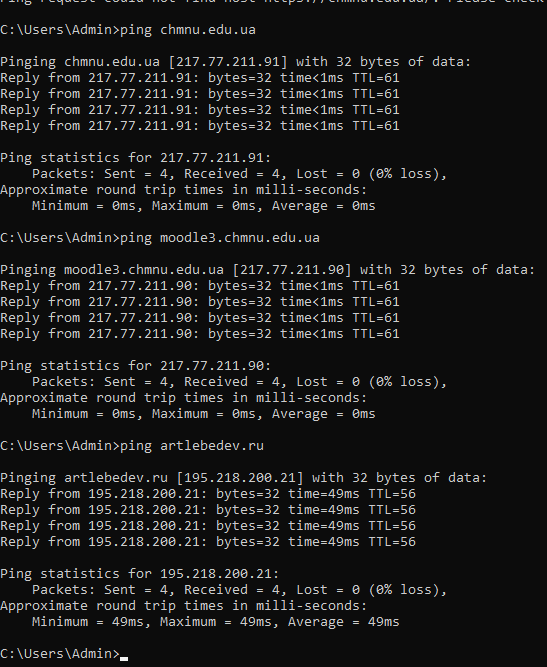 Ping request could not find host https://chmnu.edu.ua/. Please check
C:\Users\Admin>ping chmnu.edu.ua
Pinging chmnu.edu.ua [217.77.211.91] with 32 bytes of data:
Reply from 217.77.211.91: bytes=32 time<1ms TTL=61
Reply from 217.77.211.91: bytes=32 time<1ms TTL=61
Reply from 217.77.211.91: bytes=32 time<1ms TTL=61
Reply from 217.77.211.91: bytes=32 time<1ms TTL=61
Ping statistics for 217.77.211.91:
    Packets: Sent = 4, Received = 4, Lost = 0 (0% loss),
Approximate round trip times in milli-seconds:
    Minimum = 0ms, Maximum = 0ms, Average = 0ms
C:\Users\Admin>ping moodle3.chmnu.edu.ua
Pinging moodle3.chmnu.edu.ua [217.77.211.90] with 32 bytes of data:
Reply from 217.77.211.90: bytes=32 time<1ms TTL=61
Reply from 217.77.211.90: bytes=32 time<1ms TTL=61
Reply from 217.77.211.90: bytes=32 time<1ms TTL=61
Reply from 217.77.211.90: bytes=32 time<1ms TTL=61
Ping statistics for 217.77.211.90:
    Packets: Sent = 4, Received = 4, Lost = 0 (0% loss),
Approximate round trip times in milli-seconds:
    Minimum = 0ms, Maximum = 0ms, Average = 0ms
C:\Users\Admin>ping artlebedev.ru
Pinging artlebedev.ru [195.218.200.21] with 32 bytes of data:
Reply from 195.218.200.21: bytes=32 time=49ms TTL=56
Reply from 195.218.200.21: bytes=32 time=49ms TTL=56
Reply from 195.218.200.21: bytes=32 time=49ms TTL=56
Reply from 195.218.200.21: bytes=32 time=49ms TTL=56
Ping statistics for 195.218.200.21:
    Packets: Sent = 4, Received = 4, Lost = 0 (0% loss),
Approximate round trip times in milli-seconds:
    Minimum = 49ms, Maximum = 49ms, Average = 49ms
C:\Users\Admin>